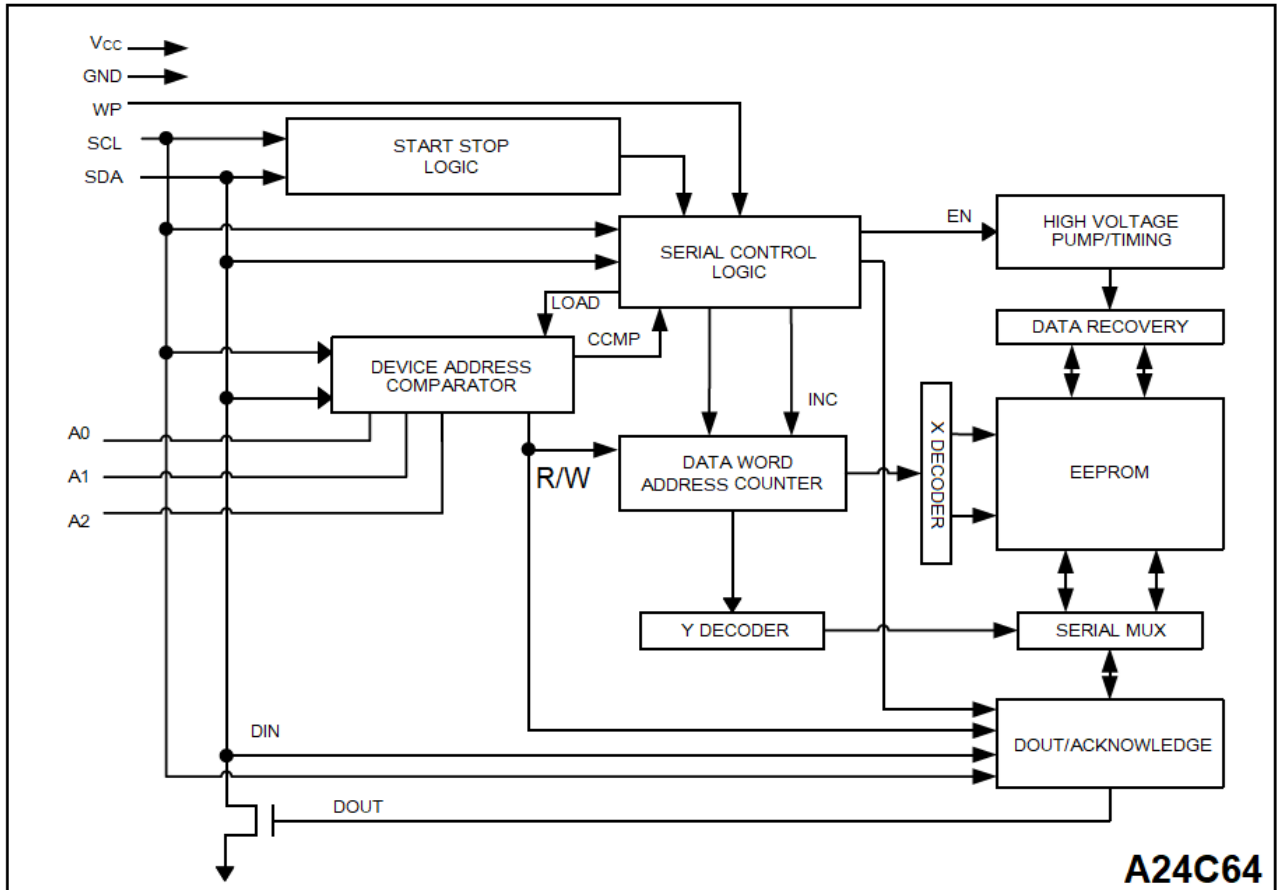 VCC
GND
WP
SCL
SDA
START STOP
LOGIC
SERIAL CONTROL
LOGIC
EN
HIGH VOLTAGE
PUMP/TIMING
LOAD
CCMP
DATA RECOVERY
DEVICE ADDRESS
COMPARATOR
INC
A0
A1
A2
R/W
DATA WORD
ADDRESS COUNTER
X DECODER
EEPROM
Y DECODER
SERIAL MUX
DIN
DOUT/ACKNOWLEDGE
DOUT
A24C64